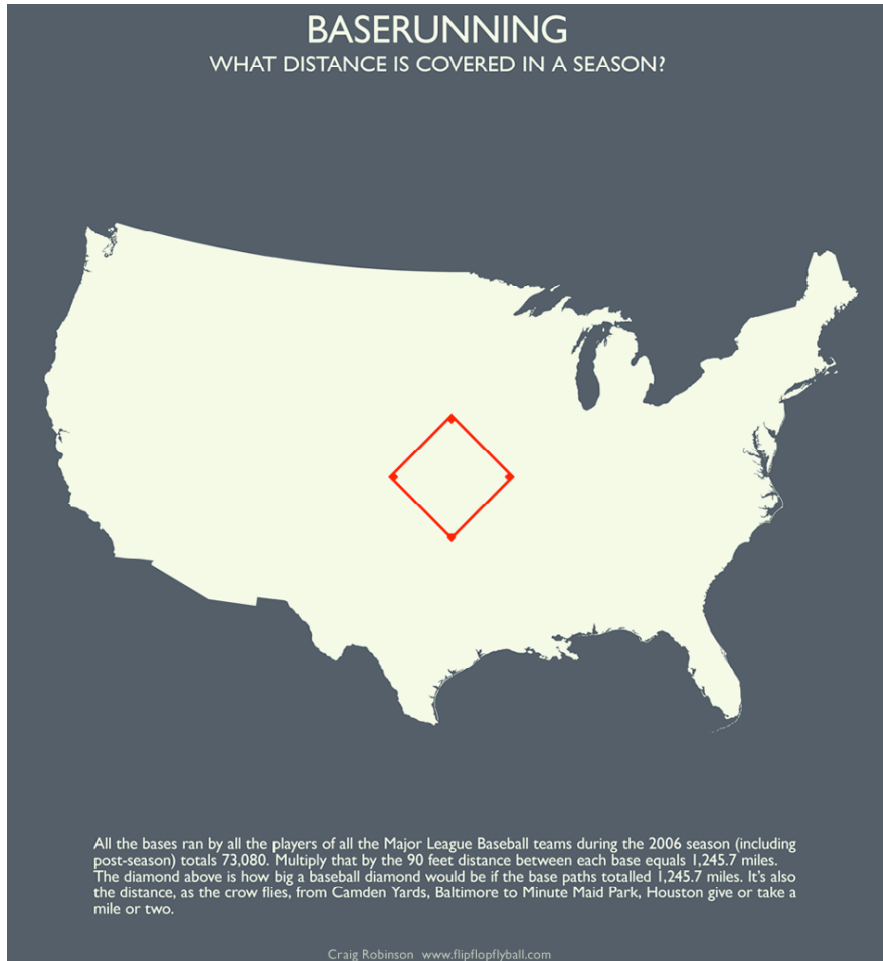 BASERUNNING
WHAT DISTANCE IS COVERED IN A SEASON?
All the bases ran by all the players of all the Major League Baseball teams during the 2006 season (including
post-season) totals 73,080. Multiply that by the 90 feet distance between each base equals 1,245.7 miles.
The diamond above is how big a baseball diamond would be if the base paths totalled 1,245.7 miles. It's also
the distance, as the crow flies, from Camden Yards, Baltimore to Minute Maid Park, Houston give or take a
mile or two.
Craig Robinson www.flipflopflyball.com